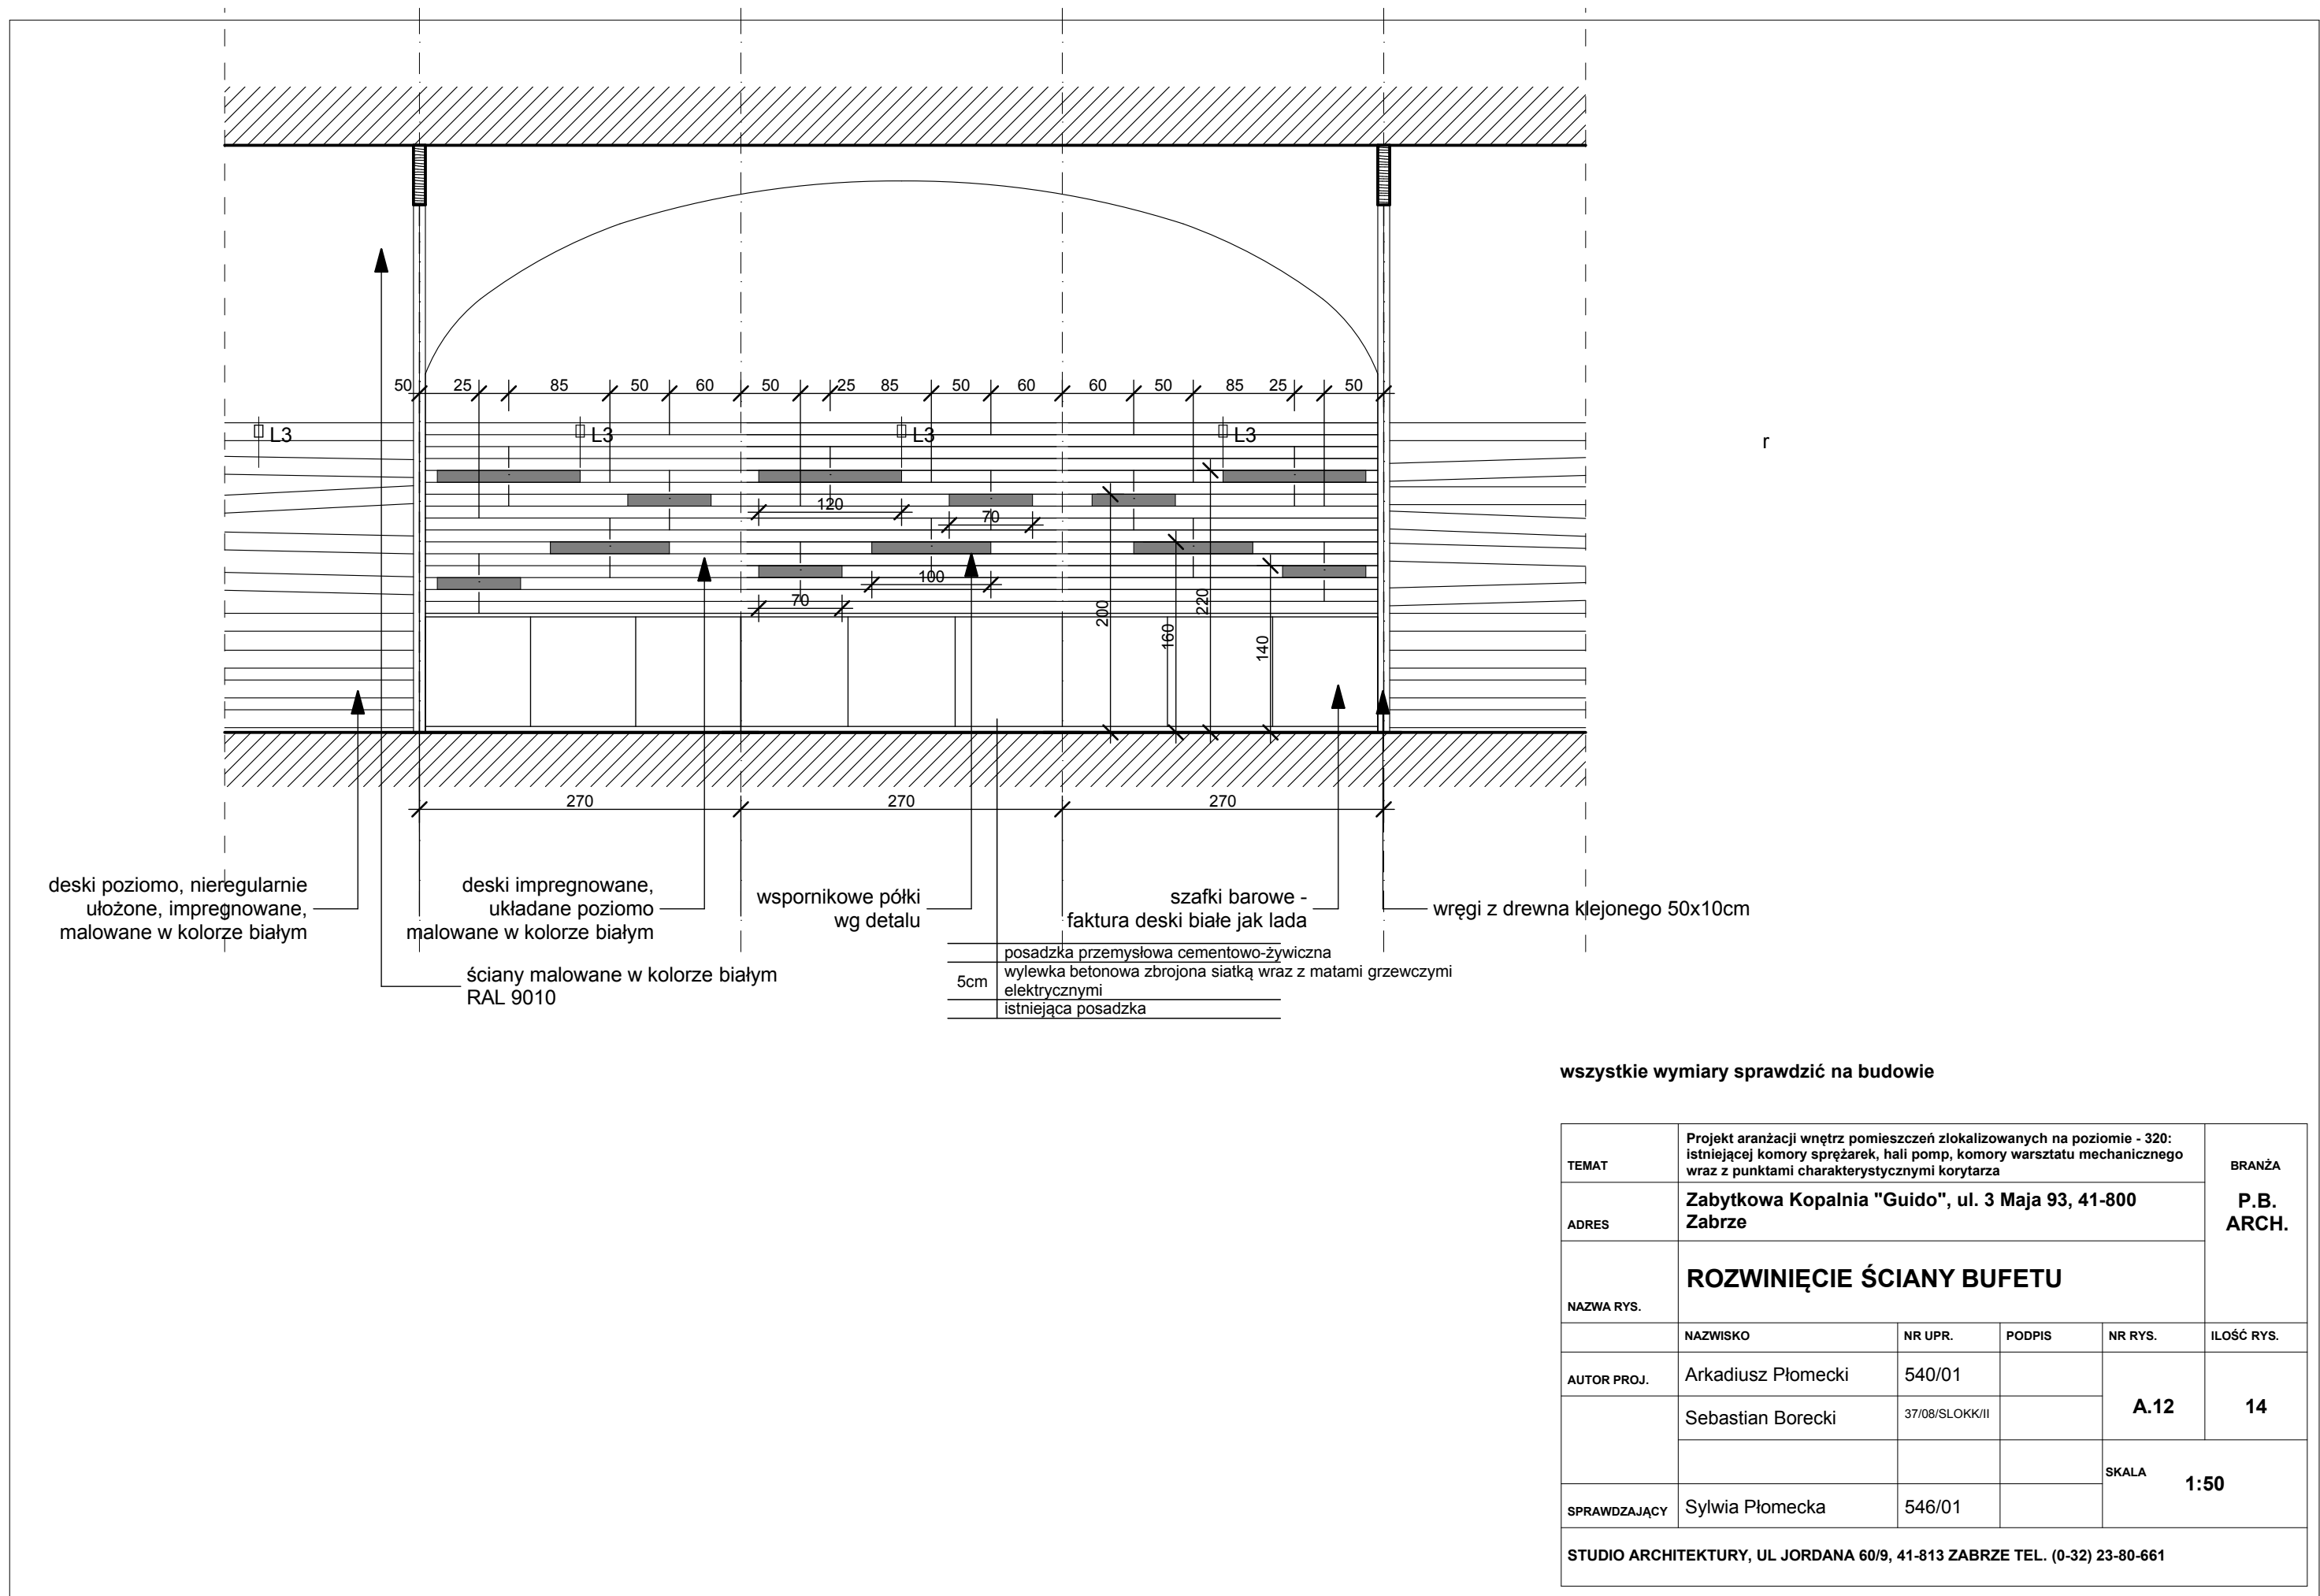 50 25 85 50 60 50 25 85 50 60 60 50 85 25 50
L3 L3 L3 L3
r
120
70
100
70
200
220
160
140
270 270 270
deski poziomo, nieregularnie
ułożone, impregnowane,
malowane w kolorze białym
deski impregnowane,
układane poziomo
malowane w kolorze białym
wspornikowe półki
wg detalu
szafki barowe -
faktura deski białe jak lada
wręgi z drewna klejonego 50x10cm
ściany malowane w kolorze białym
RAL 9010
posadzka przemysłowa cementowo-żywiczna
5cm wylewka betonowa zbrojona siatką wraz z matami grzewczymi
elektrycznymi
istniejąca posadzka
wszystkie wymiary sprawdzić na budowie
TEMAT
Projekt aranżacji wnętrz pomieszczeń zlokalizowanych na poziomie - 320:
istniejącej komory sprężarek, hali pomp, komory warsztatu mechanicznego
wraz z punktami charakterystycznymi korytarza
BRANŻA
P.B.
ARCH.
ADRES
Zabytkowa Kopalnia "Guido", ul. 3 Maja 93, 41-800
Zabrze
NAZWA RYS.
ROZWINIĘCIE ŚCIANY BUFETU
NAZWISKO NR UPR. PODPIS NR RYS. ILOŚĆ RYS.
AUTOR PROJ. Arkadiusz Płomecki 540/01
Sebastian Borecki 37/08/SLOKK/II
A.12 14
SKALA 1:50
SPRAWDZAJĄCY Sylwia Płomecka 546/01
STUDIO ARCHITEKTURY, UL JORDANA 60/9, 41-813 ZABRZE TEL. (0-32) 23-80-661